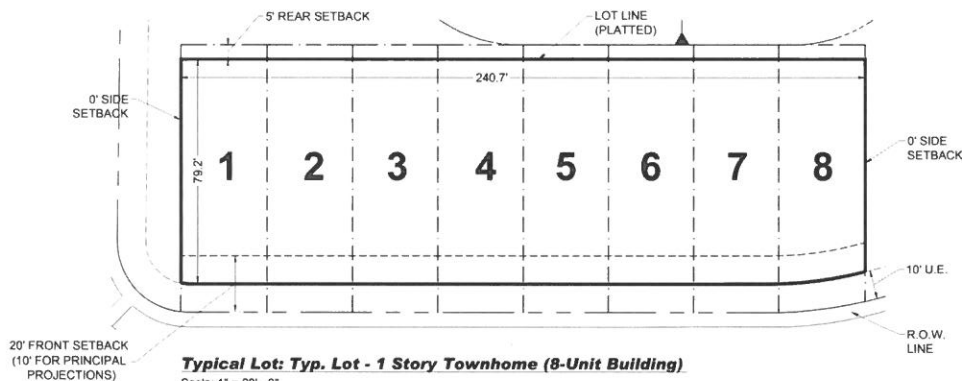 5' REAR SETBACK
LOT LINE
(PLATTED)
240.7'
0' SIDE
SETBACK
79.2'
1 2 3 4 5 6 7 8
0' SIDE
SETBACK
10' U.E.
R.O.W.
LINE
20' FRONT SETBACK
(10' FOR PRINCIPAL
PROJECTIONS)
Typical Lot: Typ. Lot - 1 Story Townhome (8-Unit Building)